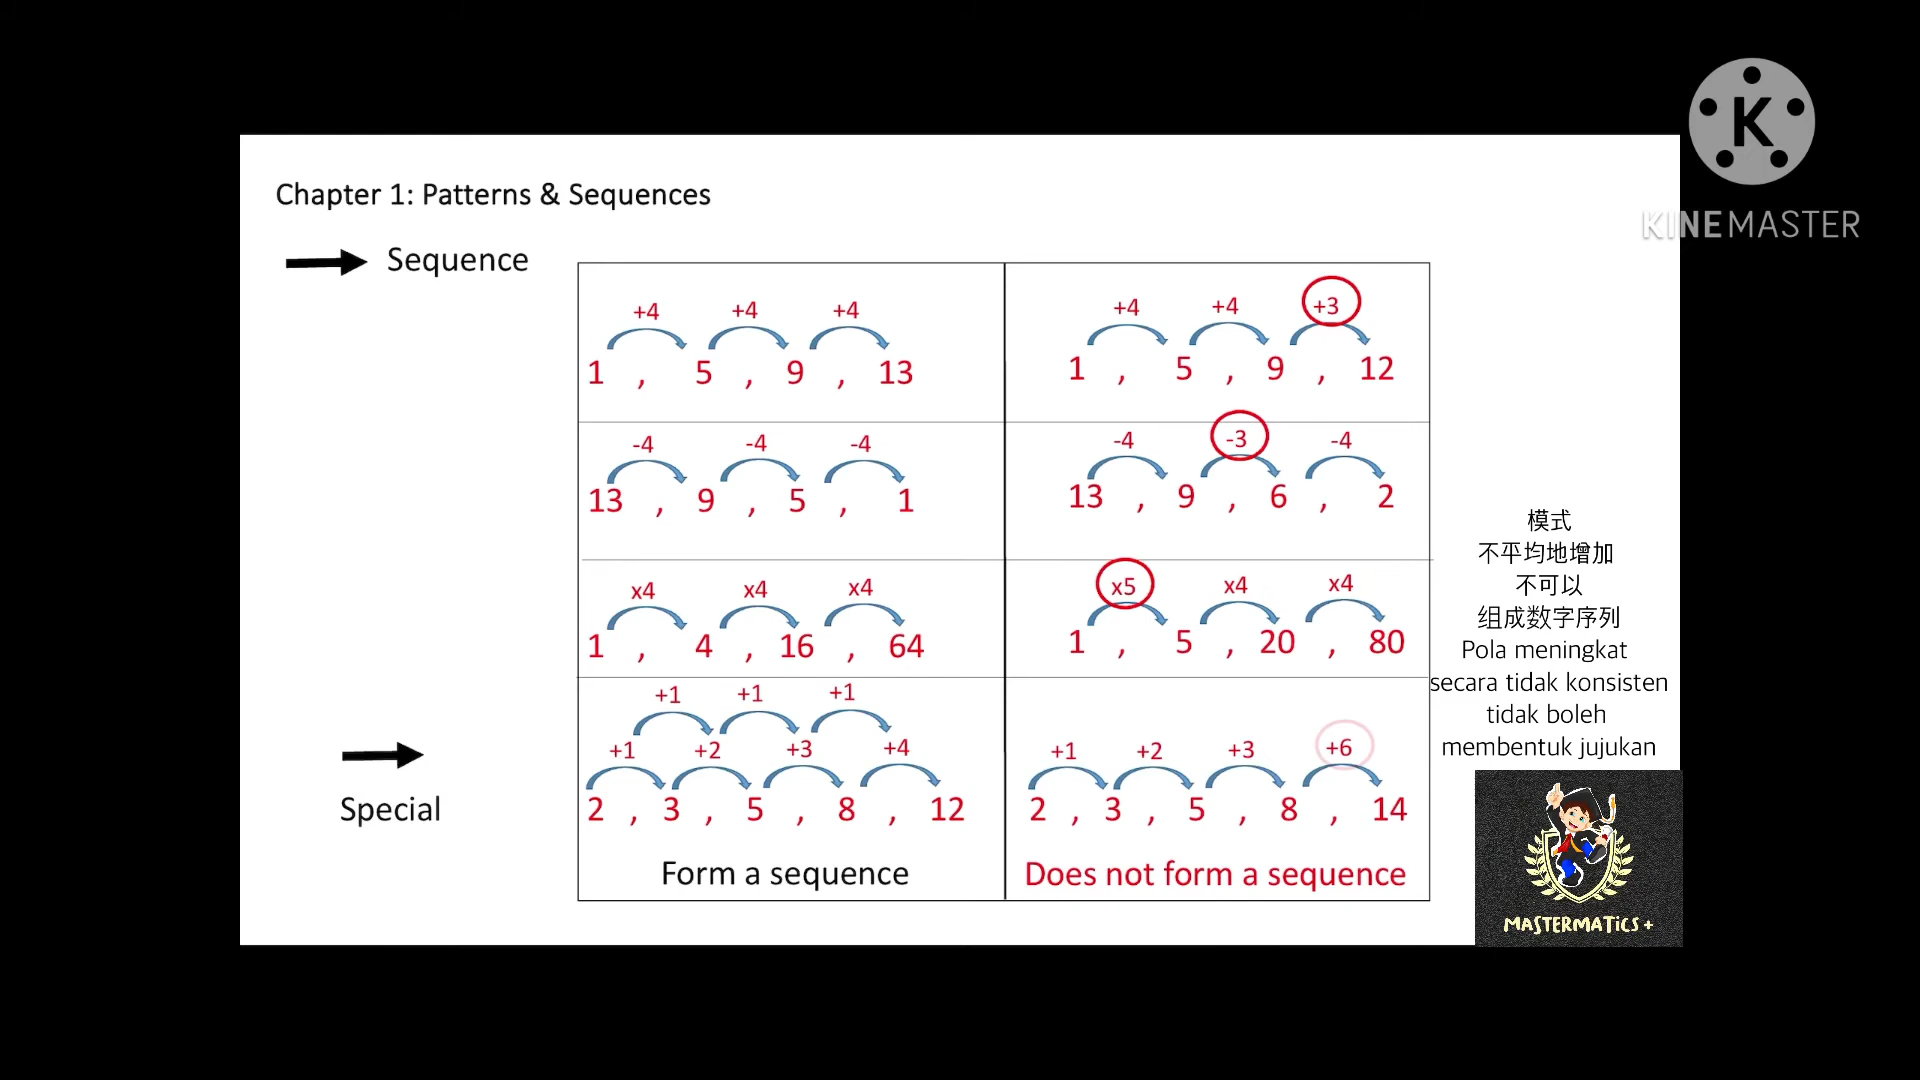 K
KINEMASTER
Chapter 1: Patterns & Sequences
Sequence
+4 +4 +4
1 , 5 , 9 , 13
+4 +4 +3
1 , 5 , 9 , 12
-4 -4 -4
13 , 9 , 5 , 1
-4 -3 -4
13 , 9 , 6 , 2
x4 x4 x4
1 , 4 , 16 , 64
x5 x4 x4
1 , 5 , 20 , 80
Special
+1 +1 +1
+1 +2 +3 +4
2 , 3 , 5 , 8 , 12
+1 +2 +3 +6
2 , 3 , 5 , 8 , 14
Form a sequence
Does not form a sequence
模式
不平均地增加
不可以
组成数字序列
Pola meningkat
secara tidak konsisten
tidak boleh
membentuk jujukan
MASTERMATiCS +